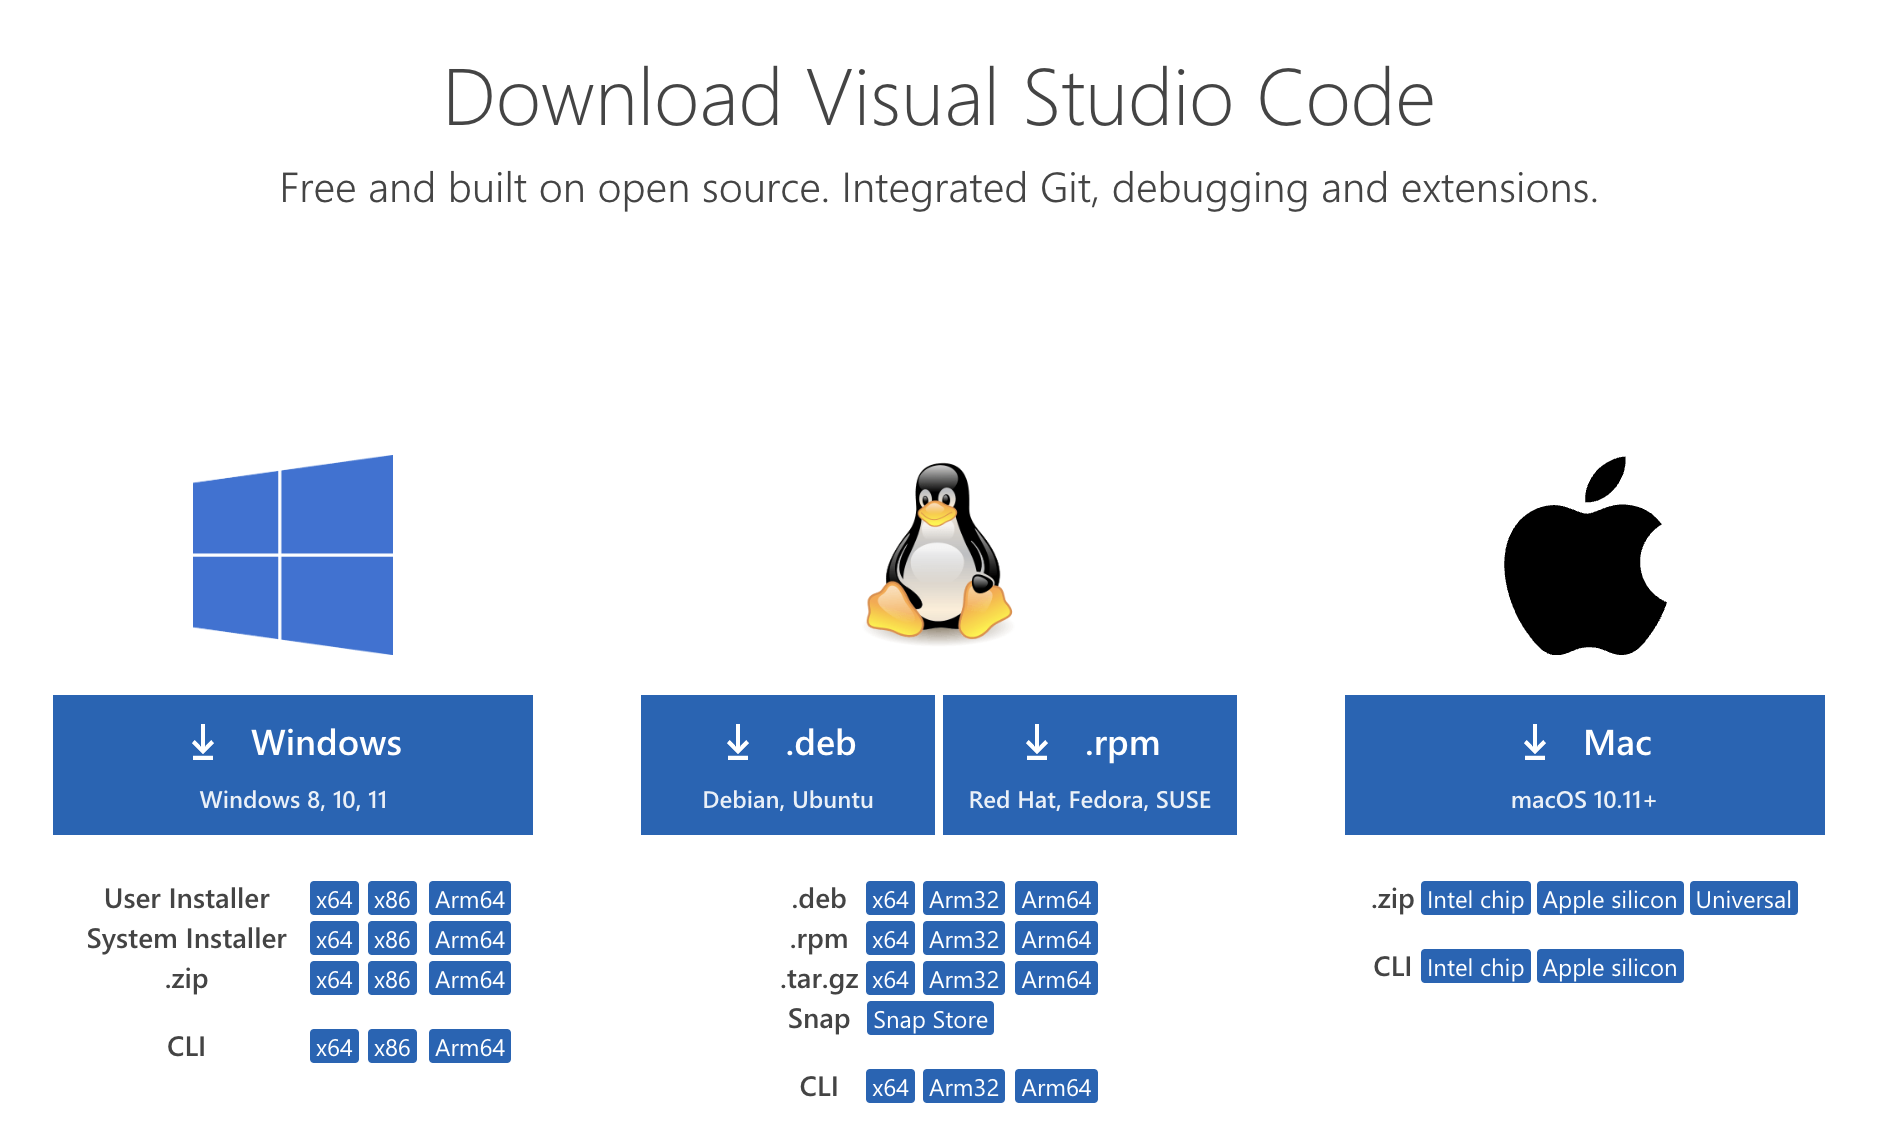 Download Visual Studio Code
Free and built on open source. Integrated Git, debugging and extensions.
Windows
Windows 8, 10, 11
User Installer x64 x86 Arm64
System Installer x64 x86 Arm64
.zip x64 x86 Arm64
CLI x64 x86 Arm64
.deb
Debian, Ubuntu
.rpm
Red Hat, Fedora, SUSE
.deb x64 Arm32 Arm64
.rpm x64 Arm32 Arm64
.tar.gz x64 Arm32 Arm64
Snap Snap Store
CLI x64 Arm32 Arm64
Mac
macOS 10.11+
.zip Intel chip Apple silicon Universal
CLI Intel chip Apple silicon